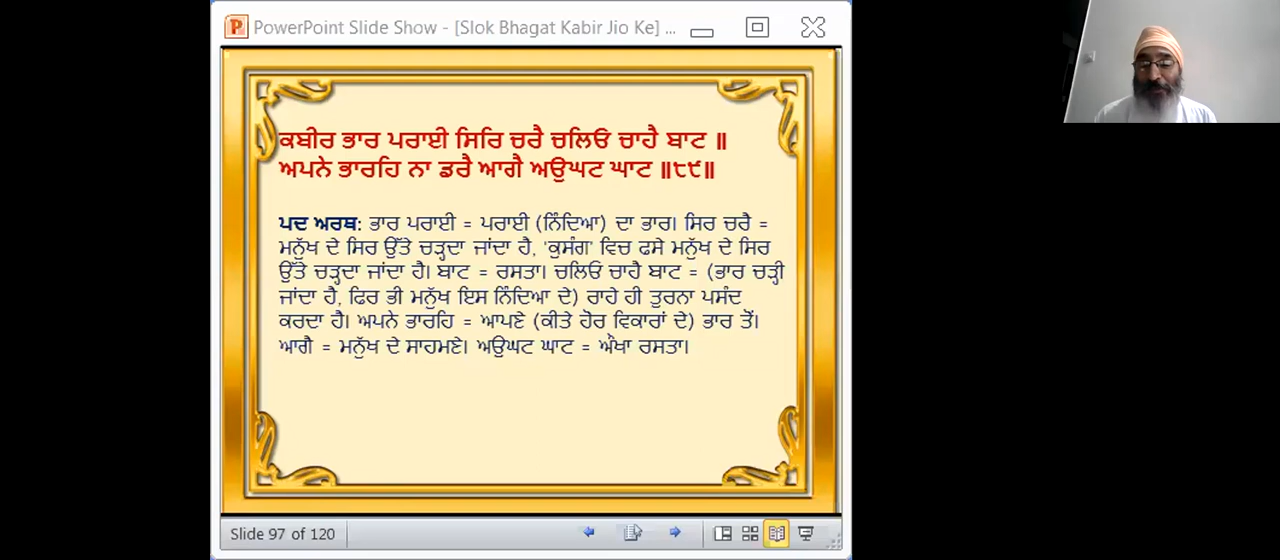 PowerPoint Slide Show - [Slok Bhagat Kabir Jio Ke] ...
ਕਬੀਰ ਭਾਰ ਪਰਾਈ ਸਿਰਿ ਚਰੈ ਚਲਿਓ ਚਾਹੈ ਬਾਟ ॥
ਅਪਨੇ ਭਾਰਹਿ ਨਾ ਡਰੈ ਆਗੈ ਅਉਘਟ ਘਾਟ ॥੮੯॥
ਪਦ ਅਰਥ: ਭਾਰ ਪਰਾਈ = ਪਰਾਈ (ਨਿੰਦਿਆ) ਦਾ ਭਾਰ। ਸਿਰ ਚਰੈ =
ਮਨੁੱਖ ਦੇ ਸਿਰ ਉੱਤੇ ਚੜ੍ਹਦਾ ਜਾਂਦਾ ਹੈ, 'ਕੁਸੰਗ' ਵਿਚ ਫਸੇ ਮਨੁੱਖ ਦੇ ਸਿਰ
ਉੱਤੇ ਚੜ੍ਹਦਾ ਜਾਂਦਾ ਹੈ। ਬਾਟ = ਰਸਤਾ। ਚਲਿਓ ਚਾਹੈ ਬਾਟ = (ਭਾਰ ਚੜ੍ਹੀ
ਜਾਂਦਾ ਹੈ, ਫਿਰ ਭੀ ਮਨੁੱਖ ਇਸ ਨਿੰਦਿਆ ਦੇ) ਰਾਹੇ ਹੀ ਤੁਰਨਾ ਪਸੰਦ
ਕਰਦਾ ਹੈ। ਅਪਨੇ ਭਾਰਹਿ = ਆਪਣੇ (ਕੀਤੇ ਹੋਰ ਵਿਕਾਰਾਂ ਦੇ) ਭਾਰ ਤੋਂ।
ਆਗੈ = ਮਨੁੱਖ ਦੇ ਸਾਹਮਣੇ। ਅਉਘਟ ਘਾਟ = ਔਖਾ ਰਸਤਾ।
Slide 97 of 120